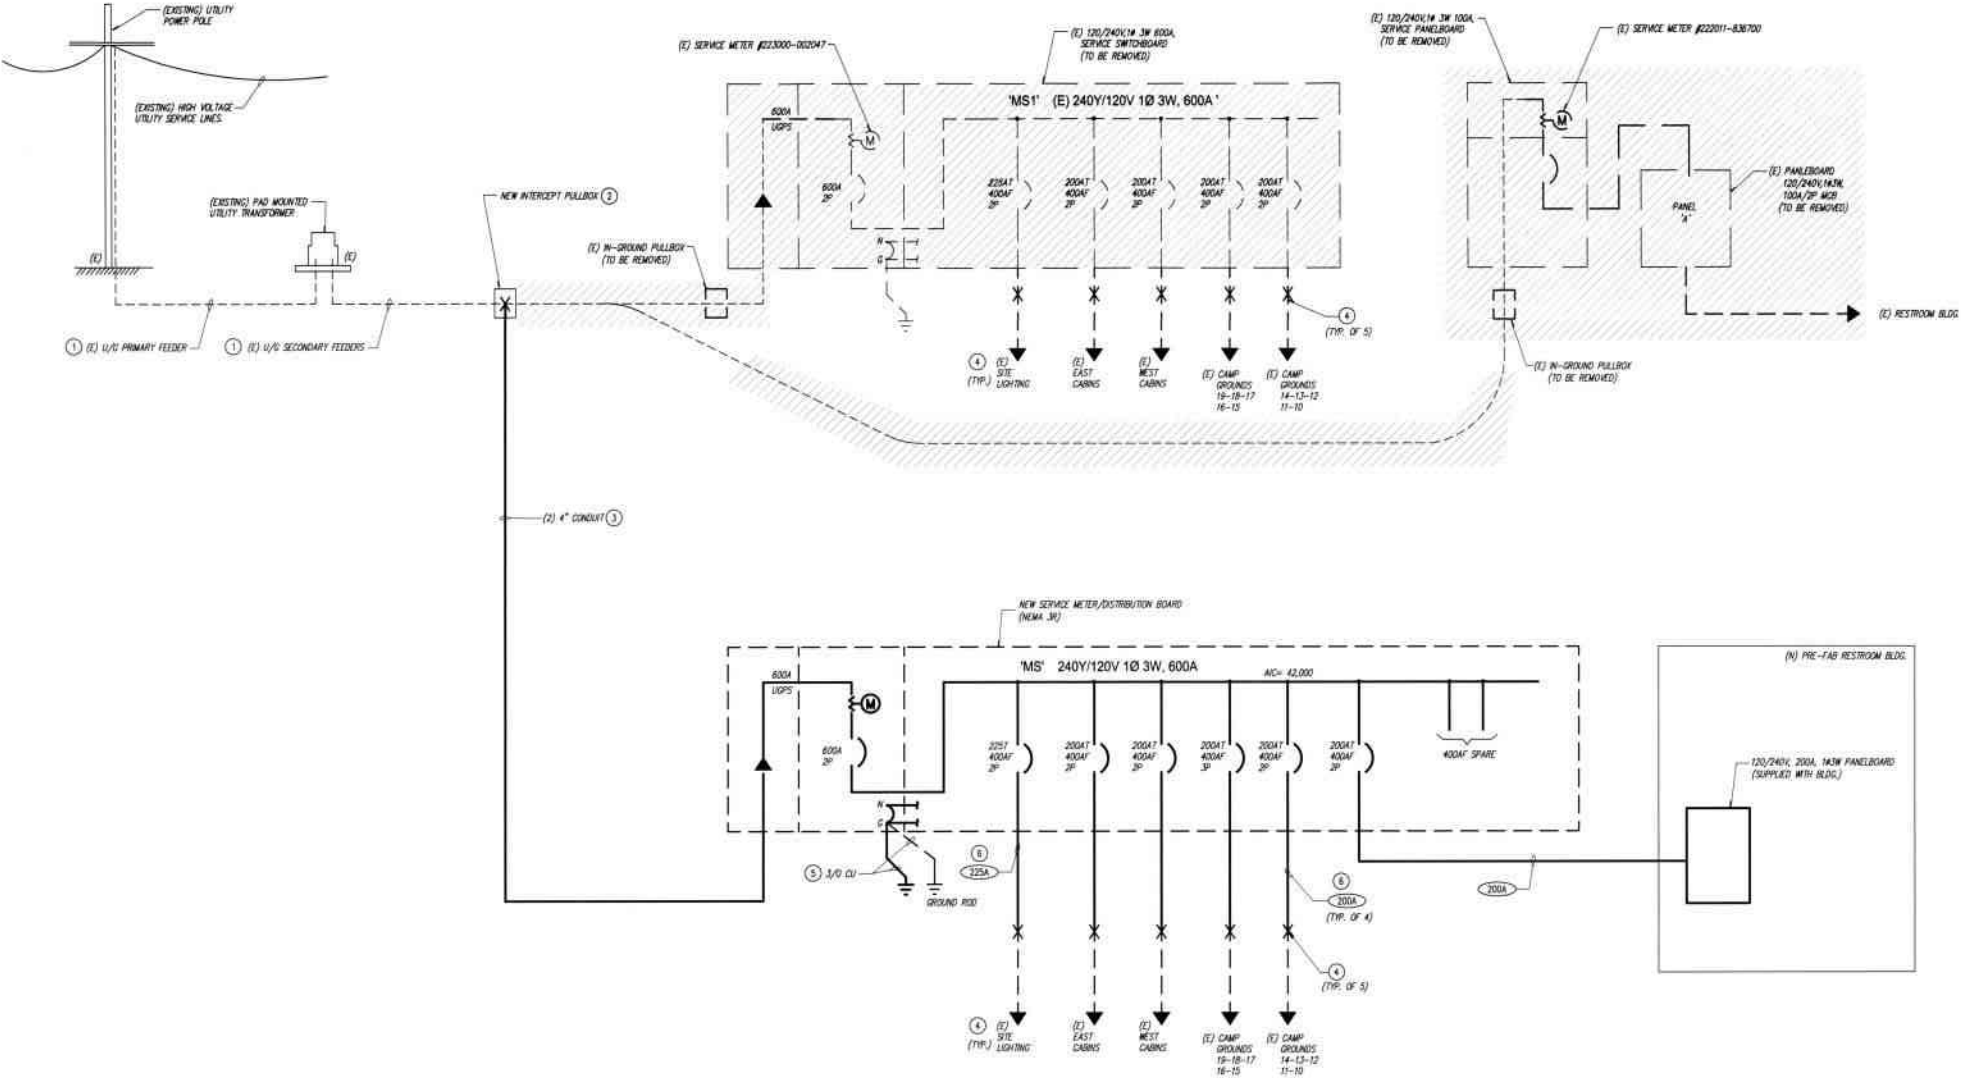 (EXISTING) UTILITY
POWER POLE
(EXISTING) HIGH VOLTAGE
UTILITY SERVICE LINES.
(E)
(EXISTING) PAD MOUNTED
UTILITY TRANSFORMER
(E)
1 (E) U/G PRIMARY FEEDER
1 (E) U/G SECONDARY FEEDERS
NEW INTERCEPT PULLBOX 2
(E) IN-GROUND PULLBOX
(TO BE REMOVED)
(E) SERVICE METER #223000-002047
(E) 120/240V,1Φ 3W 600A,
SERVICE SWITCHBOARD
(TO BE REMOVED)
'MS1' (E) 240Y/120V 1Ø 3W, 600A '
600A
UGPS
M
600A
2P
N
G
225AT
400AF
2P
200AT
400AF
2P
200AT
400AF
2P
200AT
400AF
2P
4
(TYP. OF 5)
4
(TYP.)
(E)
SITE
LIGHTING
(E)
EAST
CABINS
(E)
WEST
CABINS
(E) CAMP
GROUNDS
19-18-17
16-15
(E) CAMP
GROUNDS
14-13-12
11-10
(E) 120/240V,1Φ 3W 100A,
SERVICE PANELBOARD
(TO BE REMOVED)
(E) SERVICE METER #222011-836700
M
PANEL
'A'
(E) PANLEBOARD
120/240V,1Φ3W,
100A/2P MCB
(TO BE REMOVED)
(E) RESTROOM BLDG.
(E) IN-GROUND PULLBOX
(TO BE REMOVED)
(2) 4" CONDUIT 3
NEW SERVICE METER/DISTRIBUTION BOARD
(NEMA 3R)
'MS' 240Y/120V 1Ø 3W, 600A
AIC= 42,000
600A
UGPS
M
600A
2P
N
G
5 3/0 CU
GROUND ROD
225T
400AF
2P
200AT
400AF
2P
200AT
400AF
2P
200AT
400AF
3P
200AT
400AF
2P
200AT
400AF
2P
400AF SPARE
6
225A
6
200A
(TYP. OF 4)
200A
4
(TYP. OF 5)
4
(TYP.)
(E)
SITE
LIGHTING
(E)
EAST
CABINS
(E)
WEST
CABINS
(E) CAMP
GROUNDS
19-18-17
16-15
(E) CAMP
GROUNDS
14-13-12
11-10
(N) PRE-FAB RESTROOM BLDG.
120/240V, 200A, 1Φ3W PANELBOARD
(SUPPLIED WITH BLDG.)